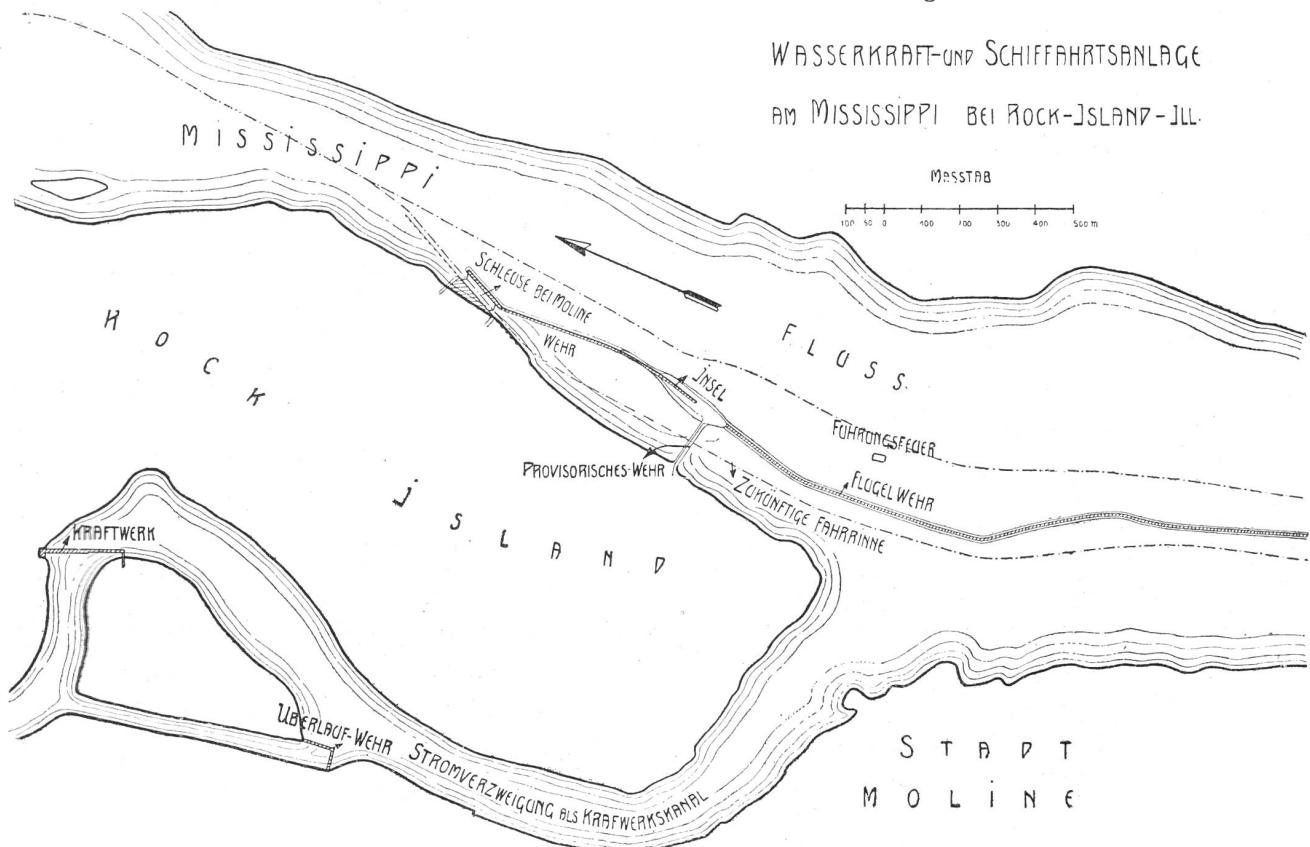 WASSERKRAFT-UND SCHIFFAHRTSANLAGE
AM MISSISSIPPI BEI ROCK-ISLAND-ILL.
MASSTAB
100 50 0 100 200 300 400 500 m
MISSISSIPPI
FLUSS.
SCHLEUSE BEI MOLINE
WEHR
INSEL
FÜHRUNGSFEUER
PROVISORISCHES-WEHR
ZUKÜNFTIGE FAHRRINNE
FLÜGEL WEHR
ROCK
ISLAND
KRAFTWERK
ÜBERLAUF-WEHR
STROMVERZWEIGUNG ALS KRAFWERKSKANAL
STADT
MOLINE